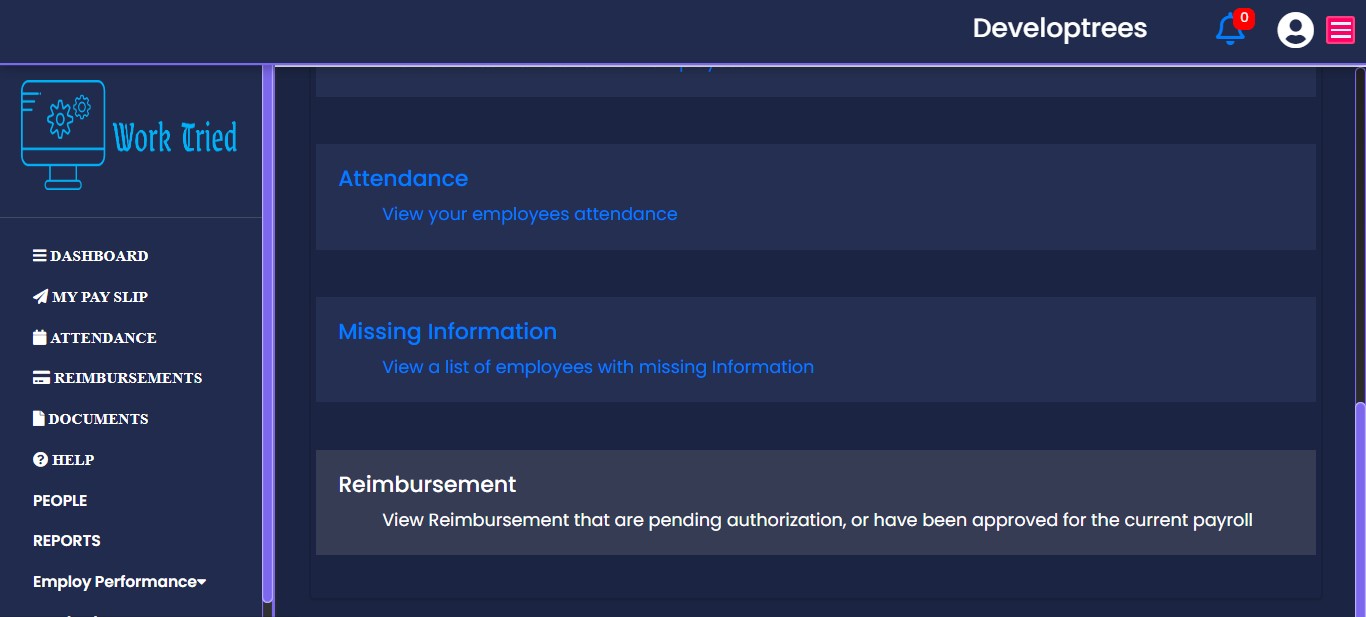 Developtrees
0
Work Tried
DASHBOARD
MY PAY SLIP
ATTENDANCE
REIMBURSEMENTS
DOCUMENTS
HELP
PEOPLE
REPORTS
Employ Performance
Attendance
View your employees attendance
Missing Information
View a list of employees with missing Information
Reimbursement
View Reimbursement that are pending authorization, or have been approved for the current payroll